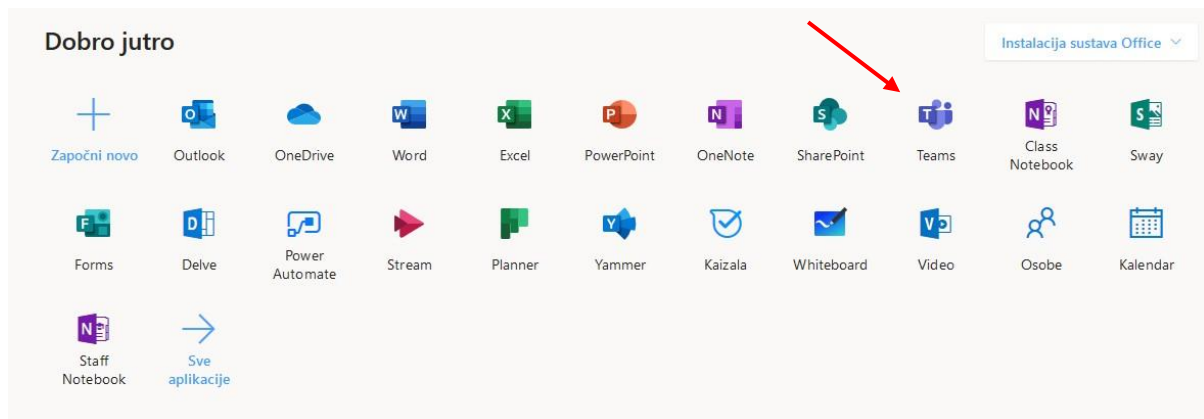 Dobro jutro
Instalacija sustava Office
Započni novo
Outlook
OneDrive
Word
Excel
PowerPoint
OneNote
SharePoint
Teams
Class
Notebook
Sway
Forms
Delve
Power
Automate
Stream
Planner
Yammer
Kaizala
Whiteboard
Video
Osobe
Kalendar
Staff
Notebook
Sve
aplikacije